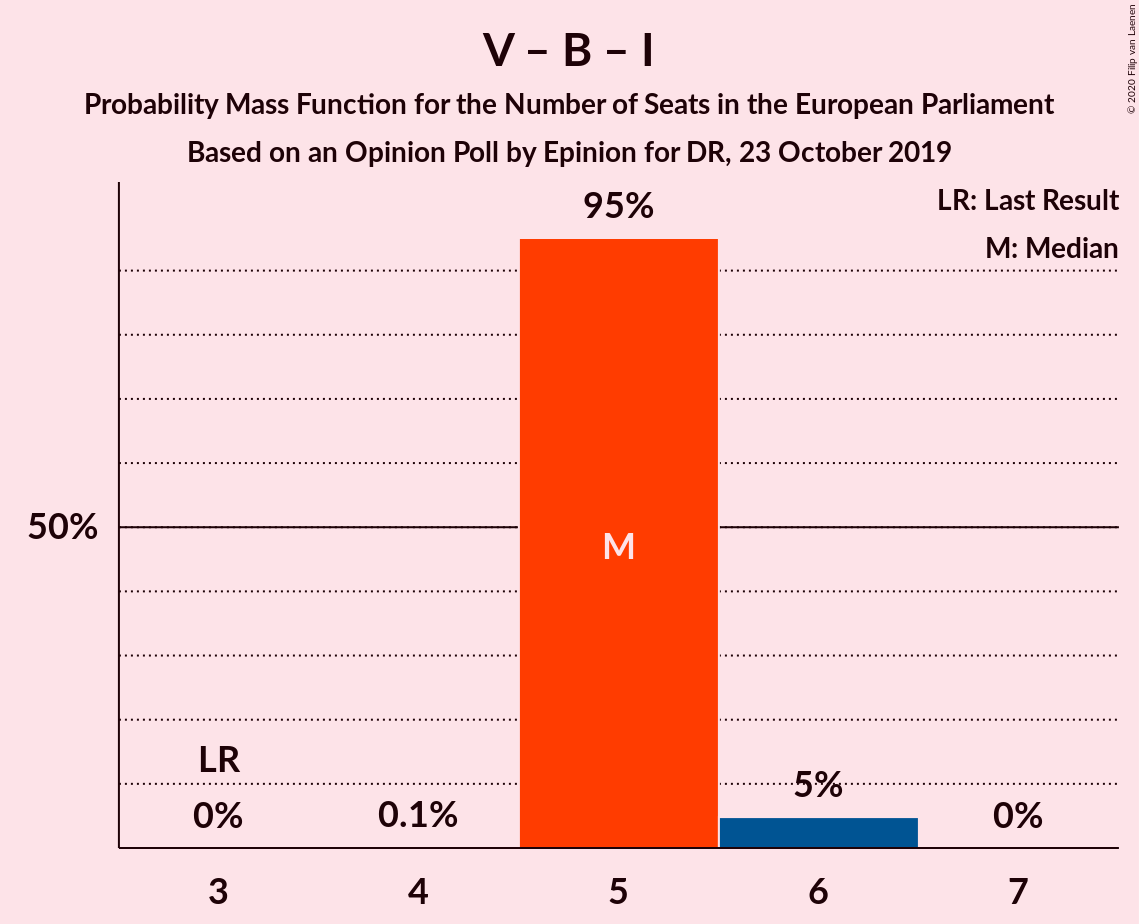 V – B – I
Probability Mass Function for the Number of Seats in the European Parliament
Based on an Opinion Poll by Epinion for DR, 23 October 2019
© 2020 Filip van Laenen
LR: Last Result
M: Median
95%
50%
M
LR
0%
0.1%
5%
0%
3
4
5
6
7